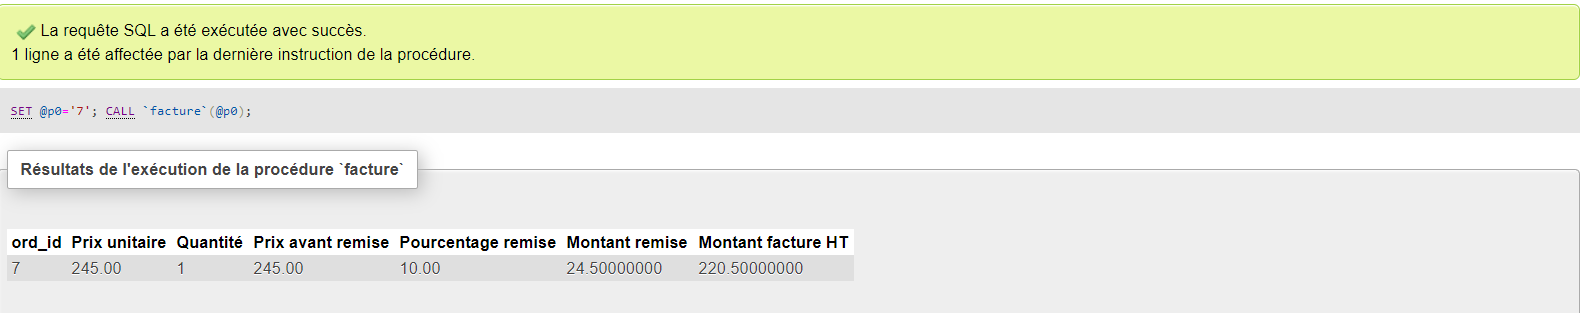 La requête SQL a été exécutée avec succès.
1 ligne a été affectée par la dernière instruction de la procédure.
SET @p0='7'; CALL `facture`(@p0);
Résultats de l'exécution de la procédure `facture`
ord_id Prix unitaire Quantité Prix avant remise Pourcentage remise Montant remise Montant facture HT
7 245.00 1 245.00 10.00 24.50000000 220.50000000